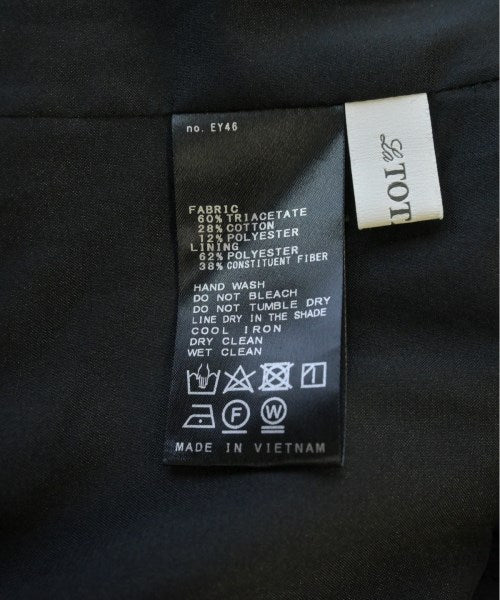 no. EY46
FABRIC
60% TRIACETATE
28% COTTON
12% POLYESTER
LINING
62% POLYESTER
38% CONSTITUENT FIBER
HAND WASH
DO NOT BLEACH
DO NOT TUMBLE DRY
LINE DRY IN THE SHADE
COOL IRON
DRY CLEAN
WET CLEAN
F
W
MADE IN VIETNAM
La TOT